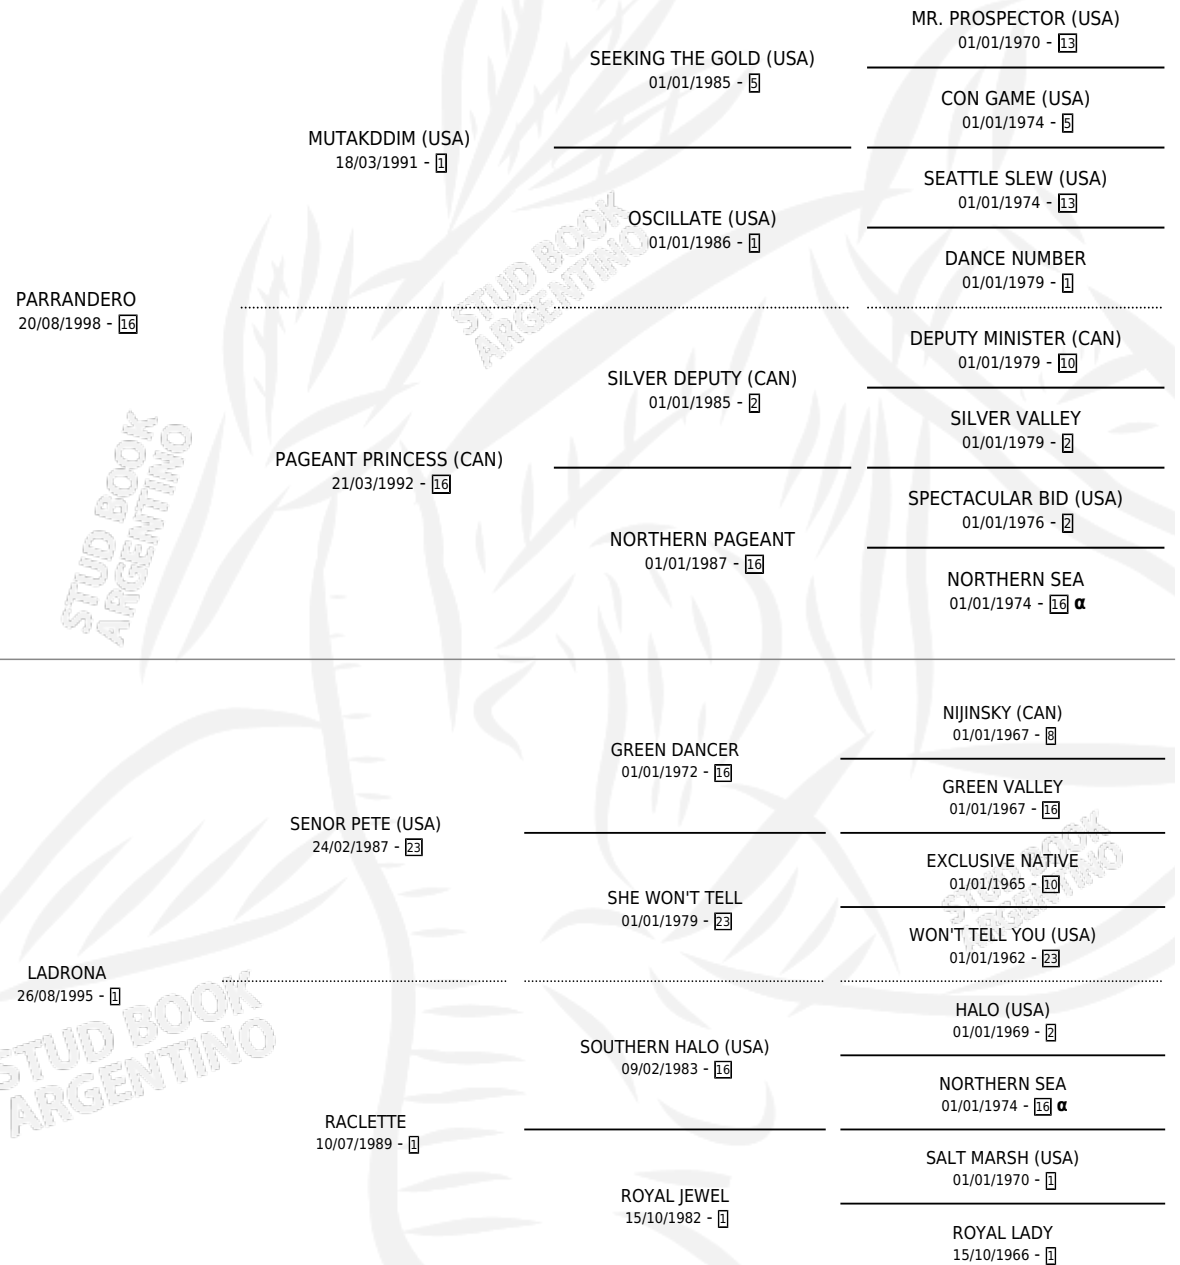 MR. PROSPECTOR (USA)
01/01/1970 - 13
SEEKING THE GOLD (USA)
01/01/1985 - 5
CON GAME (USA)
01/01/1974 - 5
MUTAKDDIM (USA)
18/03/1991 - 1
SEATTLE SLEW (USA)
01/01/1974 - 13
OSCILLATE (USA)
01/01/1986 - 1
DANCE NUMBER
01/01/1979 - 1
PARRANDERO
20/08/1998 - 16
DEPUTY MINISTER (CAN)
01/01/1979 - 10
SILVER DEPUTY (CAN)
01/01/1985 - 2
SILVER VALLEY
01/01/1979 - 2
PAGEANT PRINCESS (CAN)
21/03/1992 - 16
SPECTACULAR BID (USA)
01/01/1976 - 2
NORTHERN PAGEANT
01/01/1987 - 16
NORTHERN SEA
01/01/1974 - 16 α
NIJINSKY (CAN)
01/01/1967 - 8
GREEN DANCER
01/01/1972 - 16
GREEN VALLEY
01/01/1967 - 16
SENOR PETE (USA)
24/02/1987 - 23
EXCLUSIVE NATIVE
01/01/1965 - 10
SHE WON'T TELL
01/01/1979 - 23
WON'T TELL YOU (USA)
01/01/1962 - 23
LADRONA
26/08/1995 - 1
HALO (USA)
01/01/1969 - 2
SOUTHERN HALO (USA)
09/02/1983 - 16
NORTHERN SEA
01/01/1974 - 16 α
RACLETTE
10/07/1989 - 1
SALT MARSH (USA)
01/01/1970 - 1
ROYAL JEWEL
15/10/1982 - 1
ROYAL LADY
15/10/1966 - 1
STUD BOOK
ARGENTINO
STUD BOOK
ARGENTINO
STUD BOOK
ARGENTINO
STUD BOOK
ARGENTINO